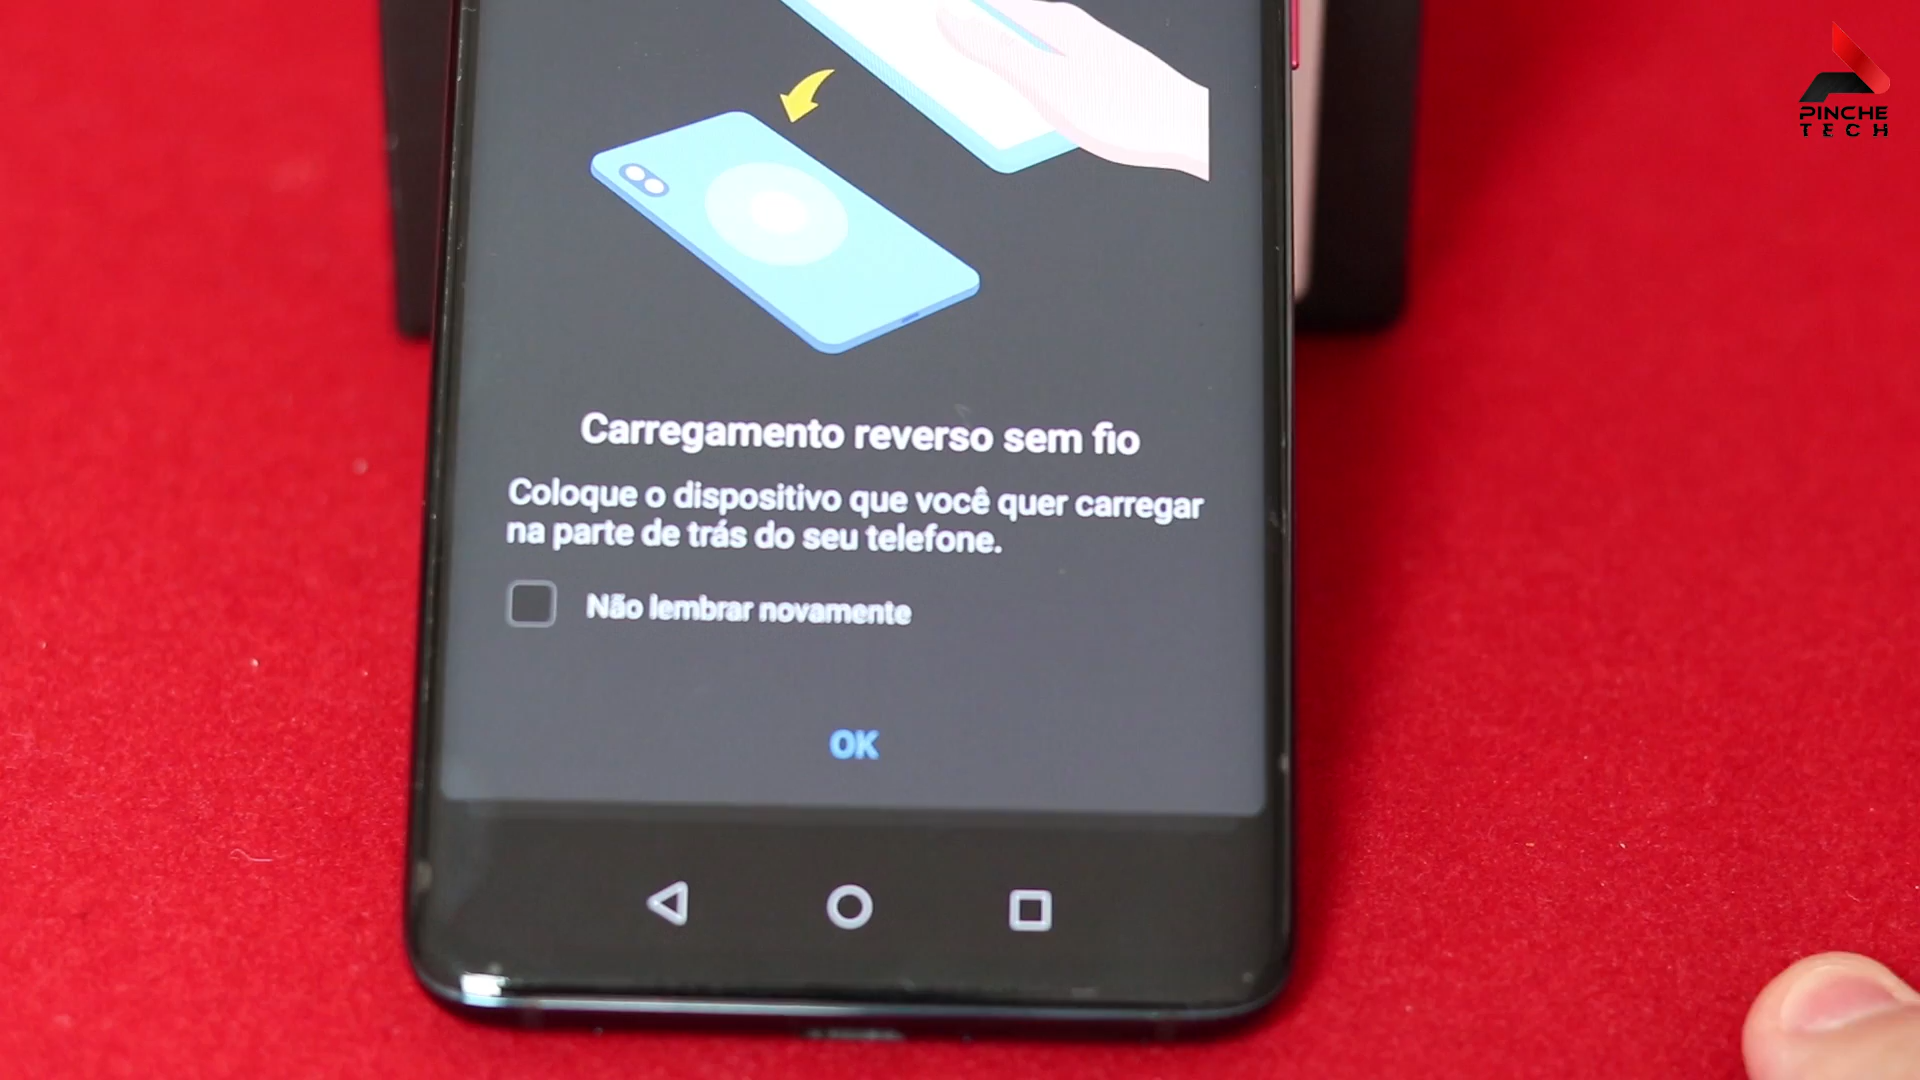 PINCHE
TECH
Carregamento reverso sem fio
Coloque o dispositivo que você quer carregar
na parte de trás do seu telefone.
Não lembrar novamente
OK